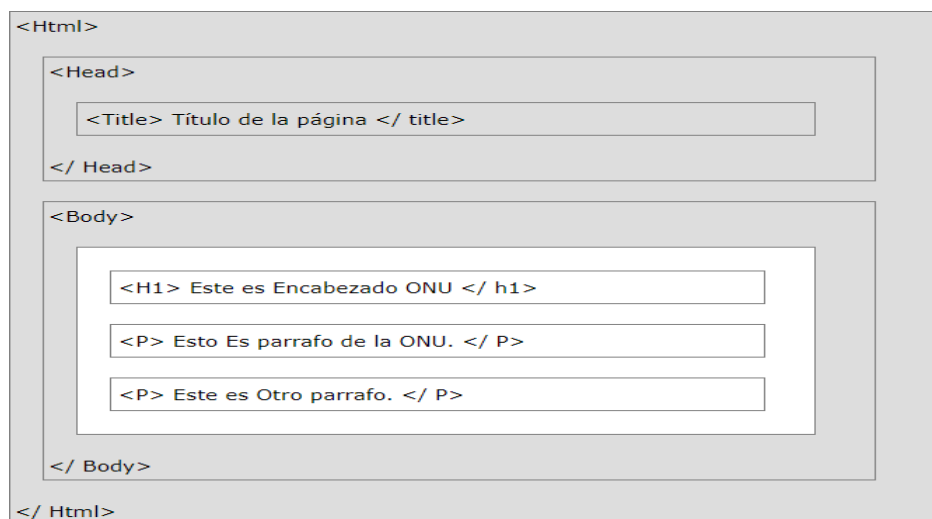 <Html>
<Head>
<Title> Título de la página </ title>
</ Head>
<Body>
<H1> Este es Encabezado ONU </ h1>
<P> Esto Es parrafo de la ONU. </ P>
<P> Este es Otro parrafo. </ P>
</ Body>
</ Html>